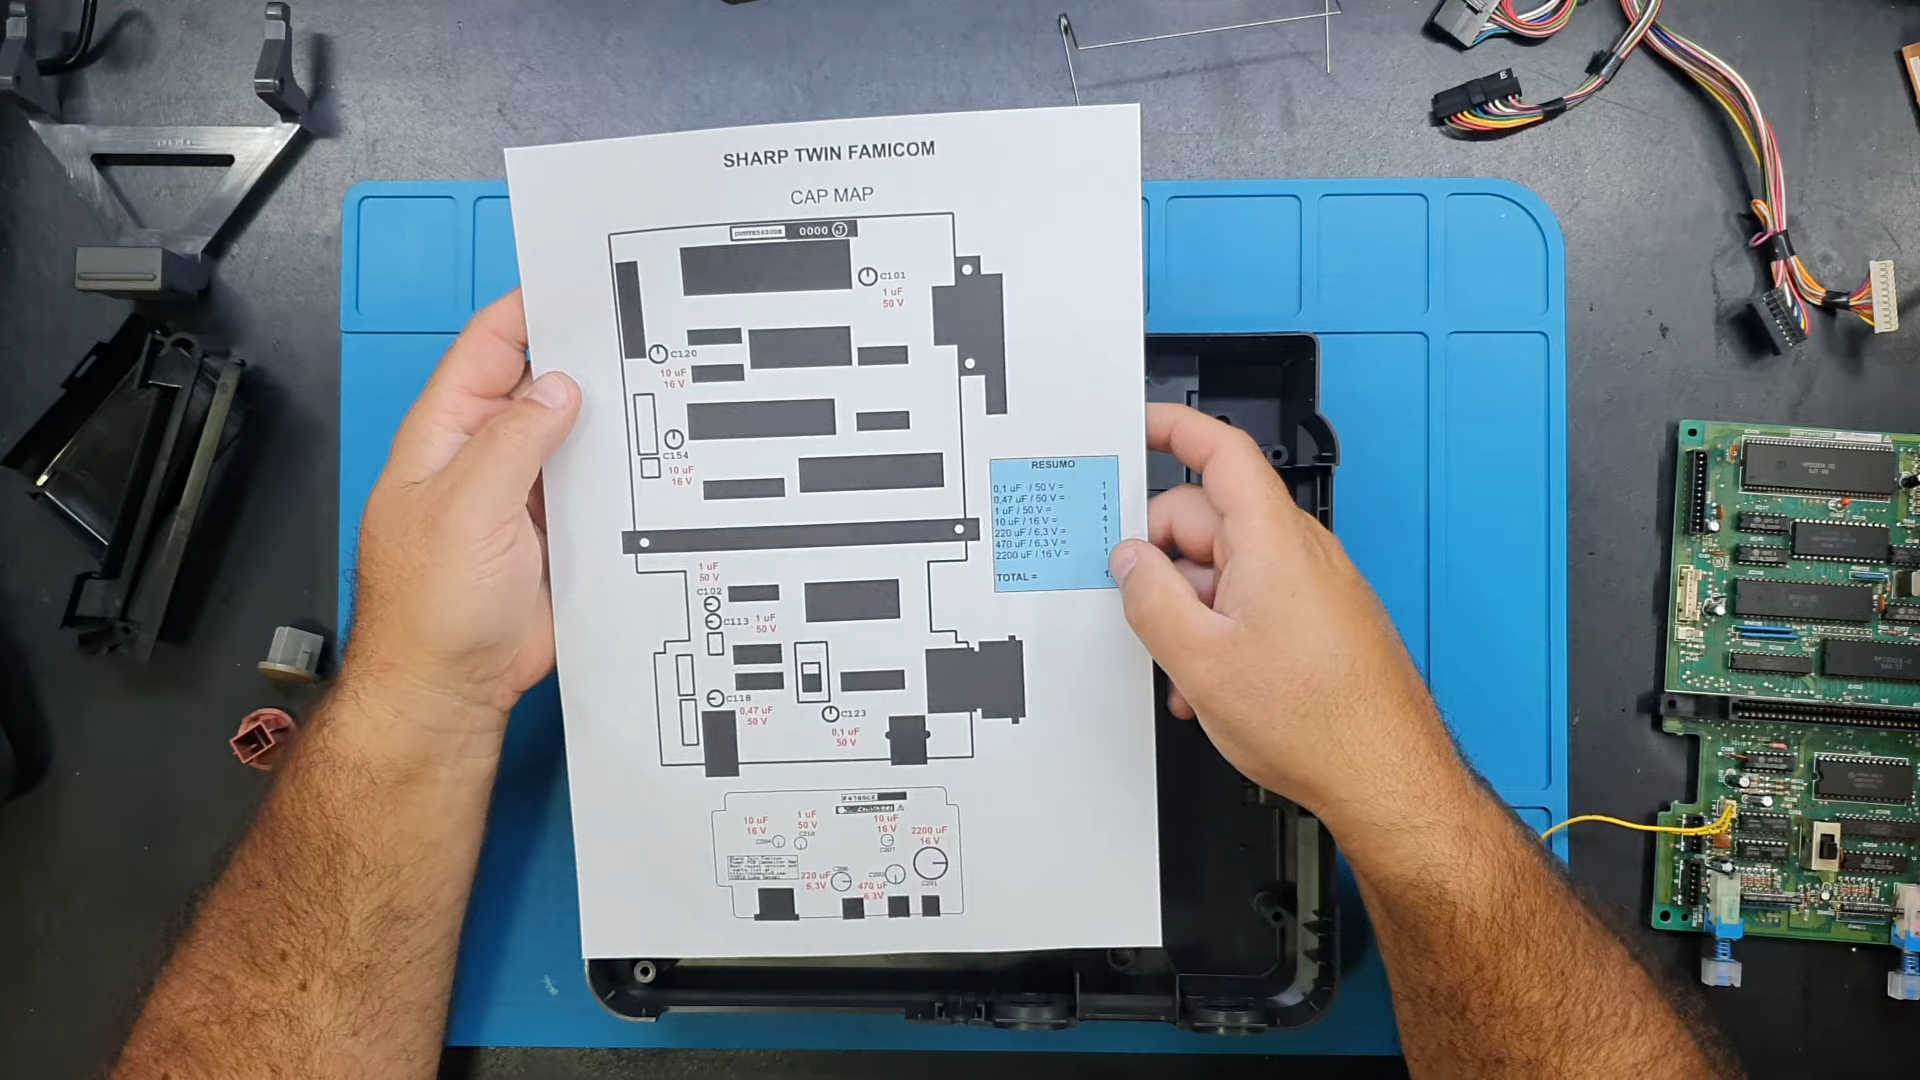 SHARP TWIN FAMICOM
CAP MAP
0000 J
C101
1 uF
50 V
C120
10 uF
16 V
C154
10 uF
16 V
RESUMO
0,1 uF / 50 V = 1
0,47 uF / 50 V = 1
1 uF / 50 V = 4
10 uF / 16 V = 4
220 uF / 6,3 V = 1
470 uF / 6,3 V = 1
2200 uF / 16 V = 1
TOTAL =
1 uF
50 V
C102
C113
1 uF
50 V
C118
0,47 uF
50 V
C123
0,1 uF
50 V
10 uF
16 V
1 uF
50 V
10 uF
16 V
2200 uF
16 V
C207
C206
220 uF
6,3V
470 uF
6,3V
C201
E